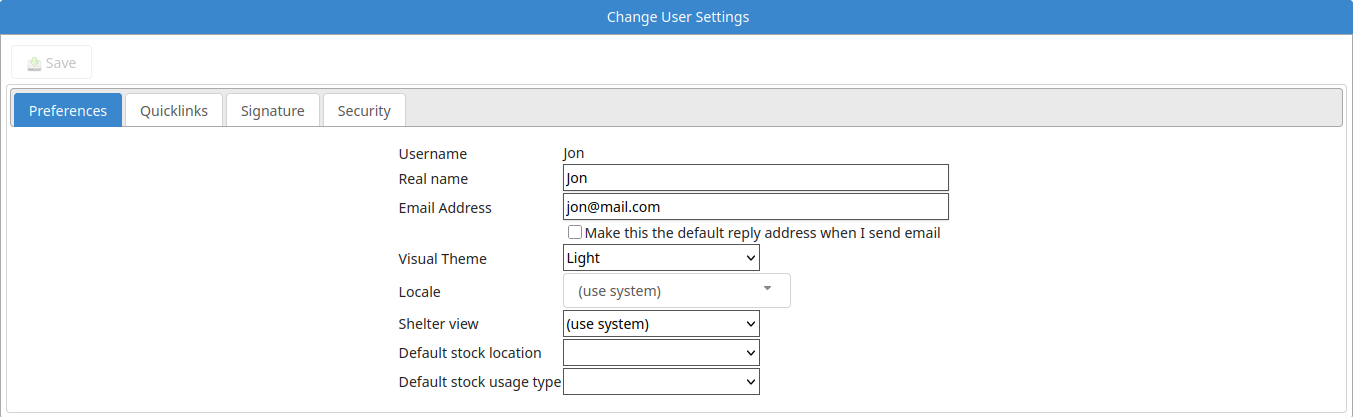 Change User Settings
Save
Preferences Quicklinks Signature Security
Username Jon
Real name Jon
Email Address jon@mail.com
Make this the default reply address when I send email
Visual Theme Light
Locale (use system)
Shelter view (use system)
Default stock location
Default stock usage type